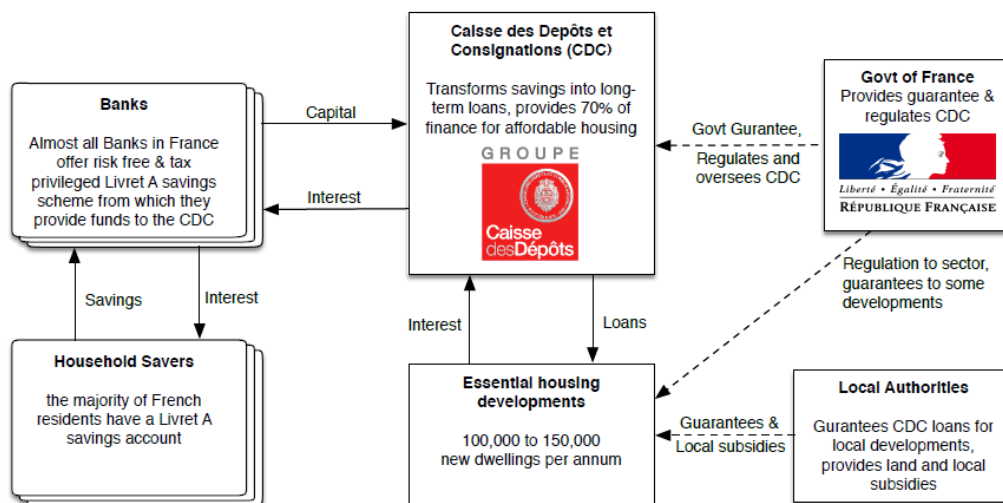 Caisse des Depôts et
Consignations (CDC)
Transforms savings into long-
term loans, provides 70% of
finance for affordable housing
GROUPE
Caisse
desDépôts
Banks
Almost all Banks in France
offer risk free & tax
privileged Livret A savings
scheme from which they
provide funds to the CDC
Capital
Interest
Govt of France
Provides guarantee &
regulates CDC
Liberté • Égalité • Fraternité
RÉPUBLIQUE FRANÇAISE
Govt Gurantee,
Regulates and
oversees CDC
Savings
Interest
Interest
Loans
Regulation to sector,
guarantees to some
developments
Household Savers
the majority of French
residents have a Livret A
savings account
Essential housing
developments
100,000 to 150,000
new dwellings per annum
Guarantees &
Local subsidies
Local Authorities
Gurantees CDC loans for
local developments,
provides land and local
subsidies